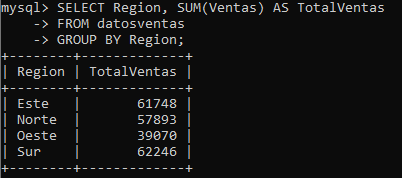 mysql> SELECT Region, SUM(Ventas) AS TotalVentas
    -> FROM datosventas
    -> GROUP BY Region;
+--------+-------------+
| Region | TotalVentas |
+--------+-------------+
| Este   |       61748 |
| Norte  |       57893 |
| Oeste  |       39070 |
| Sur    |       62246 |
+--------+-------------+